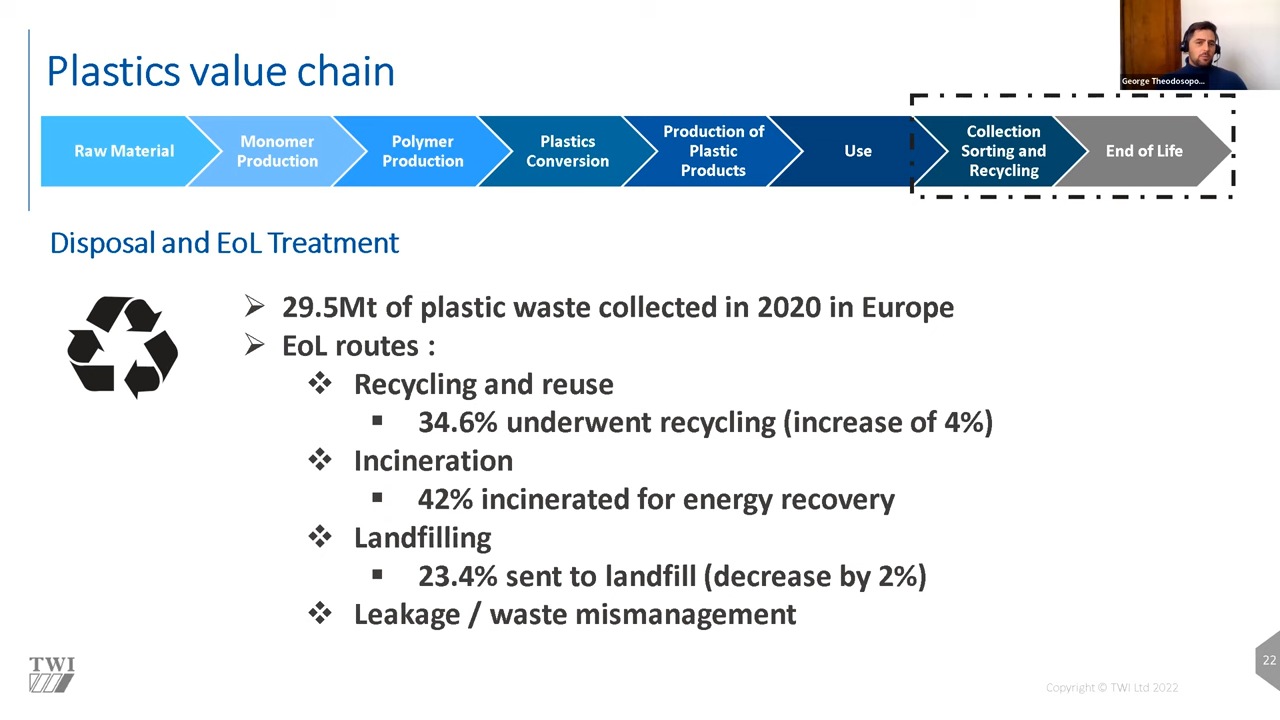 George Theodosopo...
Plastics value chain
Raw Material
Monomer
Production
Polymer
Production
Plastics
Conversion
Production of
Plastic
Products
Use
Collection
Sorting and
Recycling
End of Life
Disposal and EoL Treatment
29.5Mt of plastic waste collected in 2020 in Europe
EoL routes :
Recycling and reuse
34.6% underwent recycling (increase of 4%)
Incineration
42% incinerated for energy recovery
Landfilling
23.4% sent to landfill (decrease by 2%)
Leakage / waste mismanagement
TWI
22
Copyright © TWI Ltd 2022